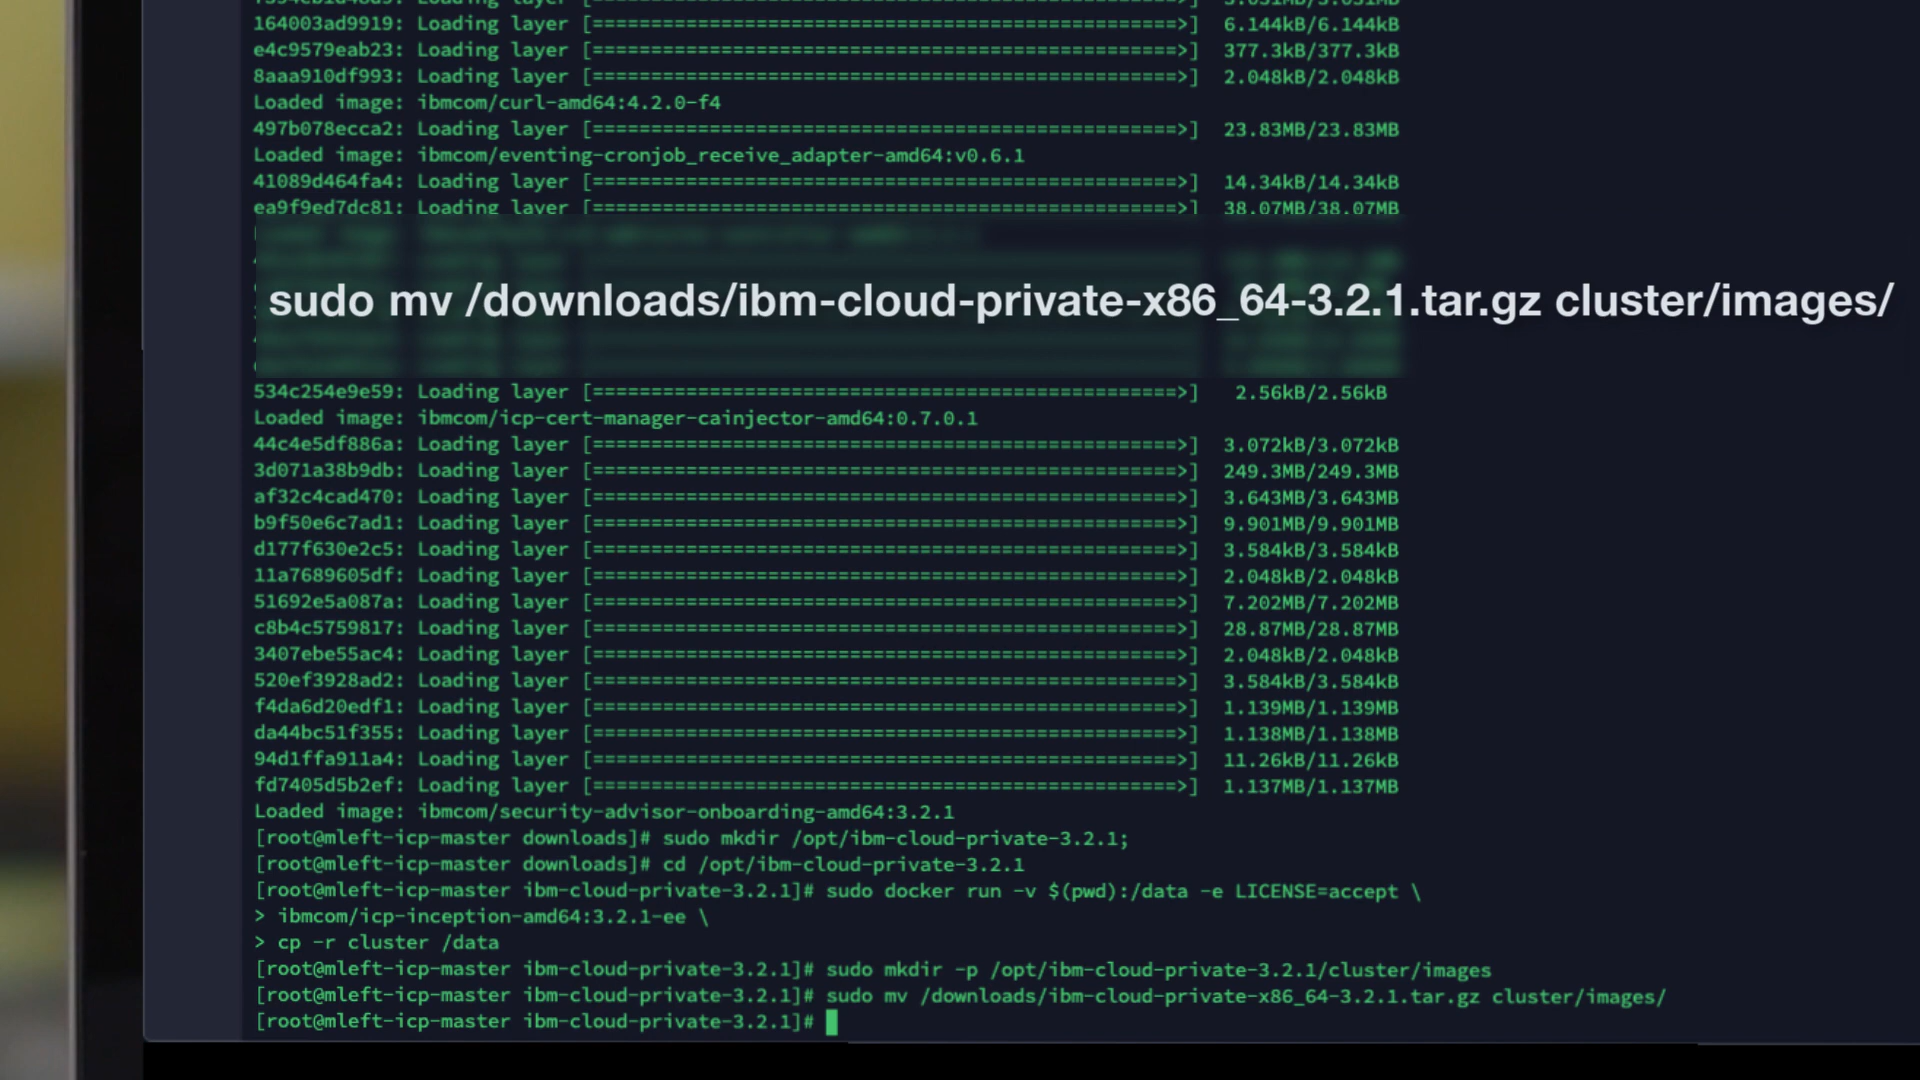 164003ad9919: Loading layer [==================================================>] 6.144kB/6.144kB
e4c9579eab23: Loading layer [==================================================>] 377.3kB/377.3kB
8aaa910df993: Loading layer [==================================================>] 2.048kB/2.048kB
Loaded image: ibmcom/curl-amd64:4.2.0-f4
497b078ecca2: Loading layer [==================================================>] 23.83MB/23.83MB
Loaded image: ibmcom/eventing-cronjob_receive_adapter-amd64:v0.6.1
41089d464fa4: Loading layer [==================================================>] 14.34kB/14.34kB
ea9f9ed7dc81: Loading layer [==================================================>] 38.07MB/38.07MB
sudo mv /downloads/ibm-cloud-private-x86_64-3.2.1.tar.gz cluster/images/
534c254e9e59: Loading layer [==================================================>] 2.56kB/2.56kB
Loaded image: ibmcom/icp-cert-manager-cainjector-amd64:0.7.0.1
44c4e5df886a: Loading layer [==================================================>] 3.072kB/3.072kB
3d071a38b9db: Loading layer [==================================================>] 249.3MB/249.3MB
af32c4cad470: Loading layer [==================================================>] 3.643MB/3.643MB
b9f50e6c7ad1: Loading layer [==================================================>] 9.901MB/9.901MB
d177f630e2c5: Loading layer [==================================================>] 3.584kB/3.584kB
11a7689605df: Loading layer [==================================================>] 2.048kB/2.048kB
51692e5a087a: Loading layer [==================================================>] 7.202MB/7.202MB
c8b4c5759817: Loading layer [==================================================>] 28.87MB/28.87MB
3407ebe55ac4: Loading layer [==================================================>] 2.048kB/2.048kB
520ef3928ad2: Loading layer [==================================================>] 3.584kB/3.584kB
f4da6d20edf1: Loading layer [==================================================>] 1.139MB/1.139MB
da44bc51f355: Loading layer [==================================================>] 1.138MB/1.138MB
94d1ffa911a4: Loading layer [==================================================>] 11.26kB/11.26kB
fd7405d5b2ef: Loading layer [==================================================>] 1.137MB/1.137MB
Loaded image: ibmcom/security-advisor-onboarding-amd64:3.2.1
[root@mleft-icp-master downloads]# sudo mkdir /opt/ibm-cloud-private-3.2.1;
[root@mleft-icp-master downloads]# cd /opt/ibm-cloud-private-3.2.1
[root@mleft-icp-master ibm-cloud-private-3.2.1]# sudo docker run -v $(pwd):/data -e LICENSE=accept \
> ibmcom/icp-inception-amd64:3.2.1-ee \
> cp -r cluster /data
[root@mleft-icp-master ibm-cloud-private-3.2.1]# sudo mkdir -p /opt/ibm-cloud-private-3.2.1/cluster/images
[root@mleft-icp-master ibm-cloud-private-3.2.1]# sudo mv /downloads/ibm-cloud-private-x86_64-3.2.1.tar.gz cluster/images/
[root@mleft-icp-master ibm-cloud-private-3.2.1]#